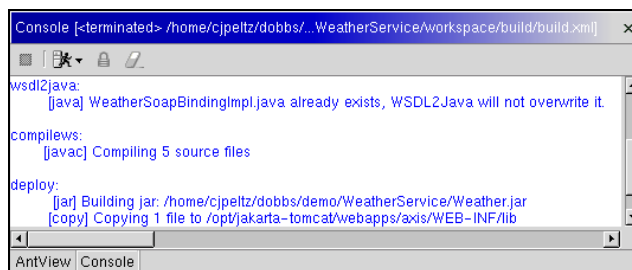 Console [<terminated> /home/cjpeltz/dobbs/...WeatherService/workspace/build/build.xml]
wsdl2java:
[java] WeatherSoapBindingImpl.java already exists, WSDL2Java will not overwrite it.
compilews:
[javac] Compiling 5 source files
deploy:
[jar] Building jar: /home/cjpeltz/dobbs/demo/WeatherService/Weather.jar
[copy] Copying 1 file to /opt/jakarta-tomcat/webapps/axis/WEB-INF/lib
AntView Console